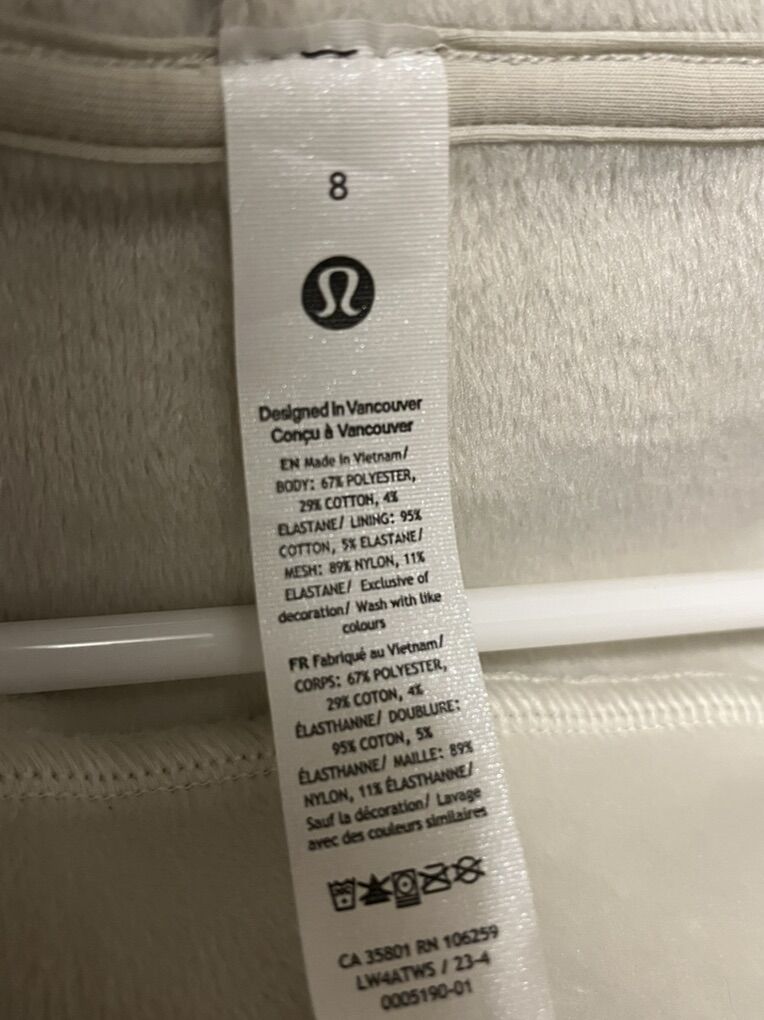 8
Designed in Vancouver
Conçu à Vancouver
EN Made in Vietnam/
BODY: 67% POLYESTER,
29% COTTON, 4%
ELASTANE/ LINING: 95%
COTTON, 5% ELASTANE/
MESH: 89% NYLON, 11%
ELASTANE/ Exclusive of
decoration/ Wash with like
colours
FR Fabriqué au Vietnam/
CORPS: 67% POLYESTER,
29% COTON, 4%
ÉLASTHANNE/ DOUBLURE:
95% COTON, 5%
ÉLASTHANNE/ MAILLE: 89%
NYLON, 11% ÉLASTHANNE/
Sauf la décoration/ Lavage
avec des couleurs similaires
CA 35801 RN 106259
LW4ATWS / 23-4
0005190-01